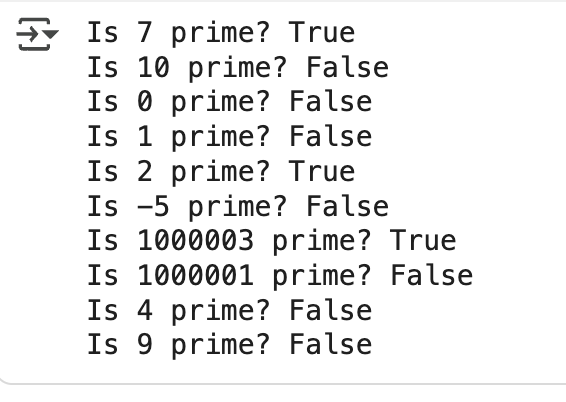 Is 7 prime? True
Is 10 prime? False
Is 0 prime? False
Is 1 prime? False
Is 2 prime? True
Is -5 prime? False
Is 1000003 prime? True
Is 1000001 prime? False
Is 4 prime? False
Is 9 prime? False